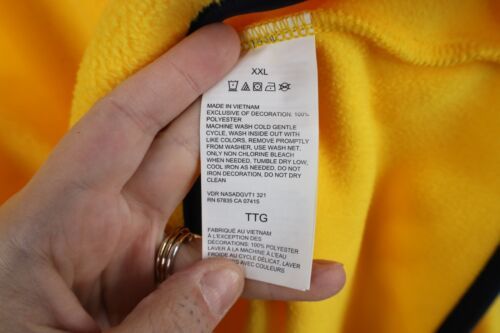 XXL
MADE IN VIETNAM
EXCLUSIVE OF DECORATION: 100%
POLYESTER
MACHINE WASH COLD GENTLE
CYCLE, WASH INSIDE OUT WITH
LIKE COLORS, REMOVE PROMPTLY
FROM WASHER, USE WASH NET.
ONLY NON CHLORINE BLEACH
WHEN NEEDED, TUMBLE DRY LOW,
COOL IRON AS NEEDED, DO NOT
IRON DECORATION, DO NOT DRY
CLEAN
VDR NASADGVT1 321
RN 67835 CA 07415
TTG
FABRIQUÉ AU VIETNAM
À L'EXCEPTION DES
DÉCORATIONS: 100% POLYESTER
LAVER À LA MACHINE À L'EAU
FROIDE AU CYCLE DÉLICAT, LAVER
AVEC COULEURS